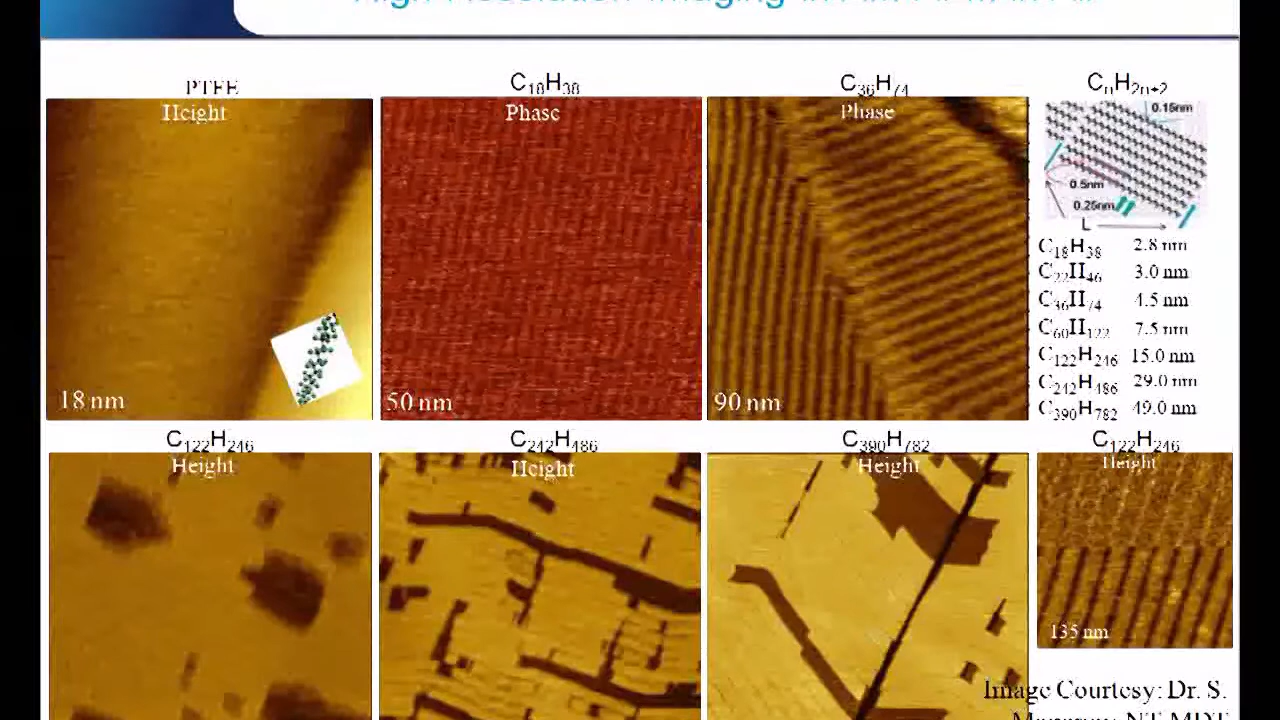 PTFE
Height
18 nm
C18H38
Phase
50 nm
C36H74
Phase
90 nm
CnH2n+2
0.15nm
0.5nm
0.25nm
L
C18H38 2.8 nm
C22H46 3.0 nm
C36H74 4.5 nm
C60H122 7.5 nm
C122H246 15.0 nm
C242H486 29.0 nm
C390H782 49.0 nm
C122H246
Height
C242H486
Height
C390H782
Height
C122H246
Height
135 nm
Image Courtesy: Dr. S.